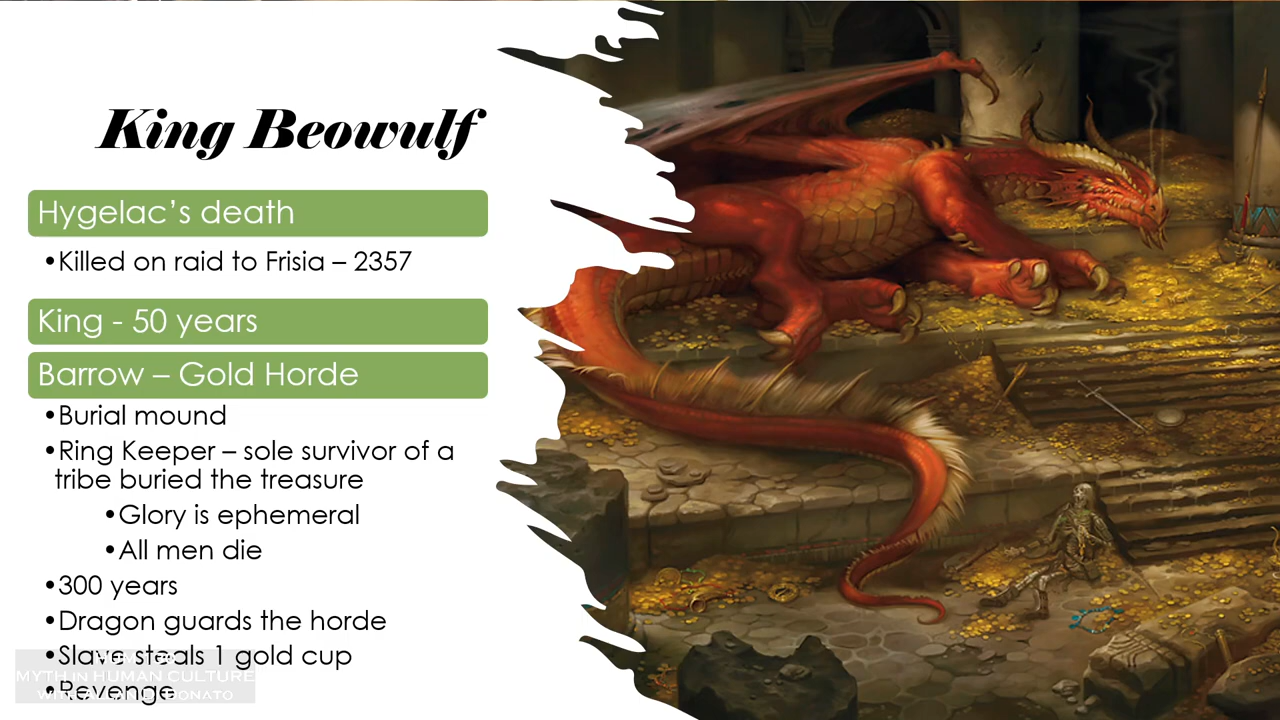 King Beowulf
Hygelac’s death
•Killed on raid to Frisia – 2357
King - 50 years
Barrow – Gold Horde
•Burial mound
•Ring Keeper – sole survivor of a
tribe buried the treasure
•Glory is ephemeral
•All men die
•300 years
•Dragon guards the horde
•Slave steals 1 gold cup
MYTH in HUMAN CULTURE
•Revenge